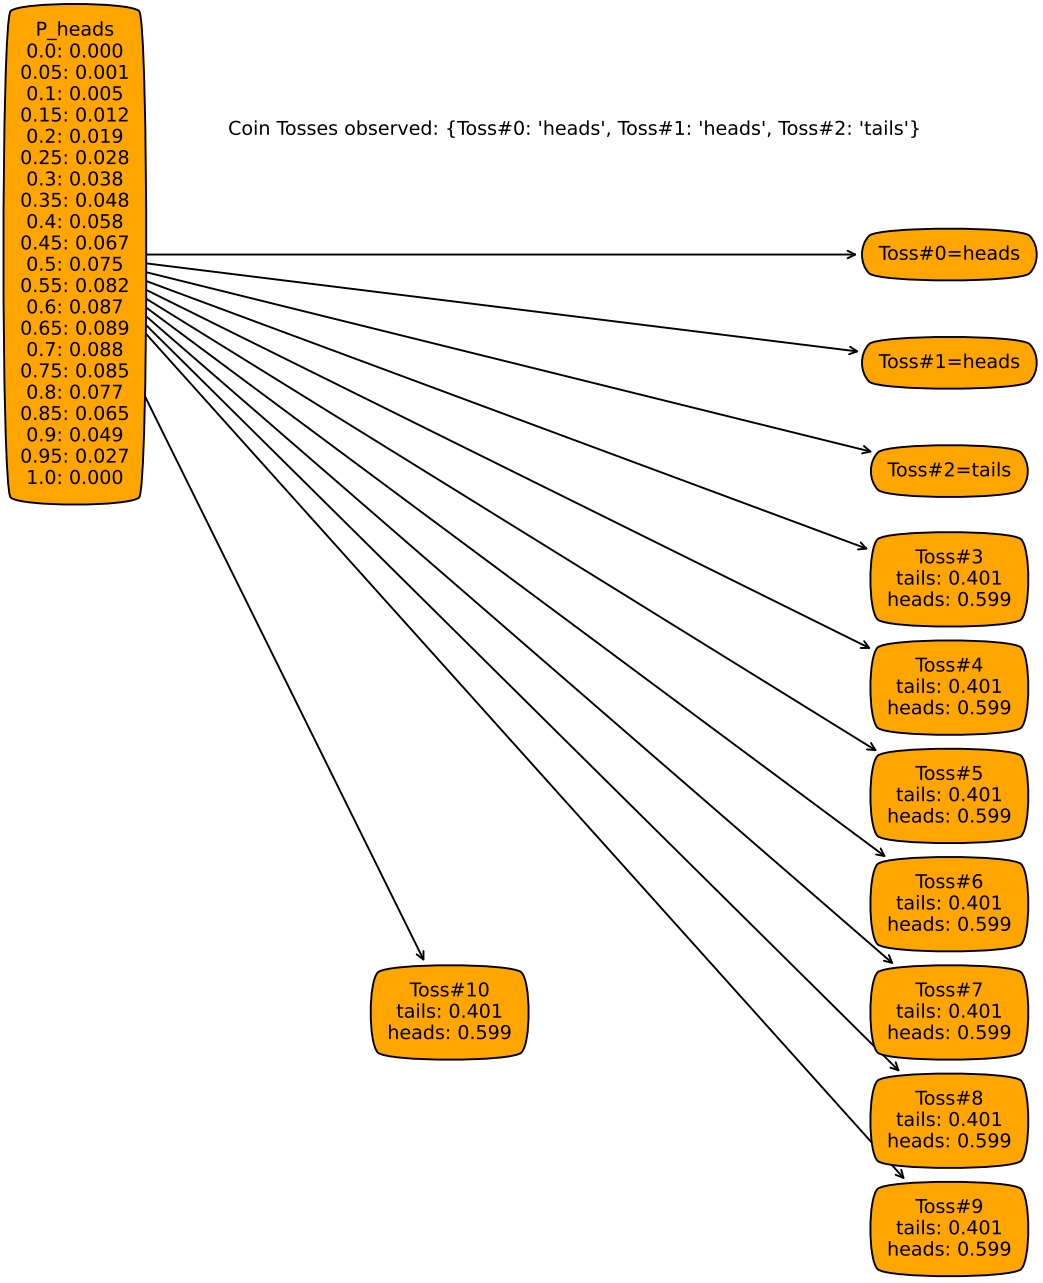 P_heads
0.0: 0.000
0.05: 0.001
0.1: 0.005
0.15: 0.012
0.2: 0.019
0.25: 0.028
0.3: 0.038
0.35: 0.048
0.4: 0.058
0.45: 0.067
0.5: 0.075
0.55: 0.082
0.6: 0.087
0.65: 0.089
0.7: 0.088
0.75: 0.085
0.8: 0.077
0.85: 0.065
0.9: 0.049
0.95: 0.027
1.0: 0.000
Coin Tosses observed: {Toss#0: 'heads', Toss#1: 'heads', Toss#2: 'tails'}
Toss#0=heads
Toss#1=heads
Toss#2=tails
Toss#3
tails: 0.401
heads: 0.599
Toss#4
tails: 0.401
heads: 0.599
Toss#5
tails: 0.401
heads: 0.599
Toss#6
tails: 0.401
heads: 0.599
Toss#7
tails: 0.401
heads: 0.599
Toss#8
tails: 0.401
heads: 0.599
Toss#9
tails: 0.401
heads: 0.599
Toss#10
tails: 0.401
heads: 0.599